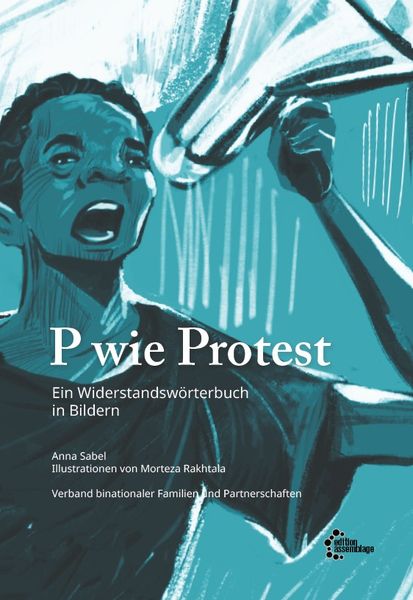 P wie Protest
Ein Widerstandswörterbuch
in Bildern
Anna Sabel
Illustrationen von Morteza Rakhtala
Verband binationaler Familien und Partnerschaften
edition
assemblage